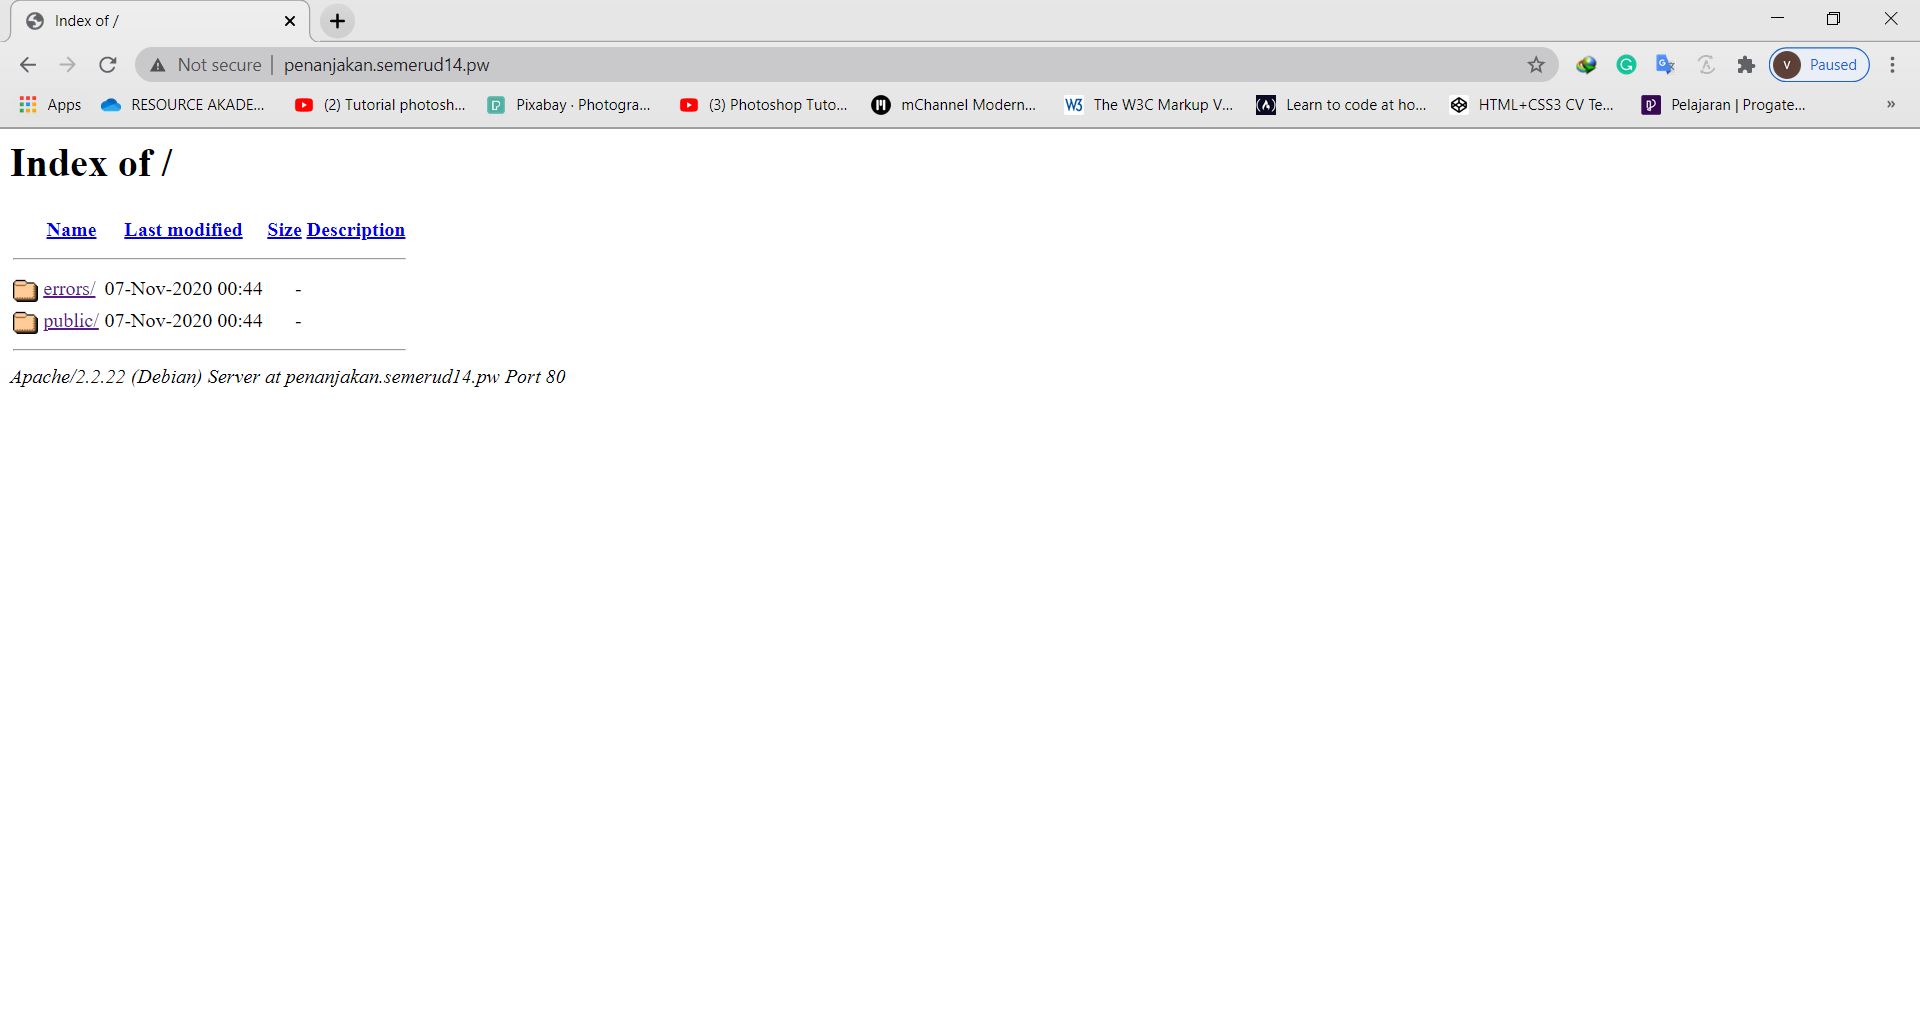 Index of /
Not secure | penanjakan.semerud14.pw
V Paused
Apps RESOURCE AKADE... (2) Tutorial photosh... Pixabay · Photogra... (3) Photoshop Tuto... mChannel Modern... W3 The W3C Markup V... Learn to code at ho... HTML+CSS3 CV Te... Pelajaran | Progate... »
Index of /
Name Last modified Size Description
errors/ 07-Nov-2020 00:44 -
public/ 07-Nov-2020 00:44 -
Apache/2.2.22 (Debian) Server at penanjakan.semerud14.pw Port 80